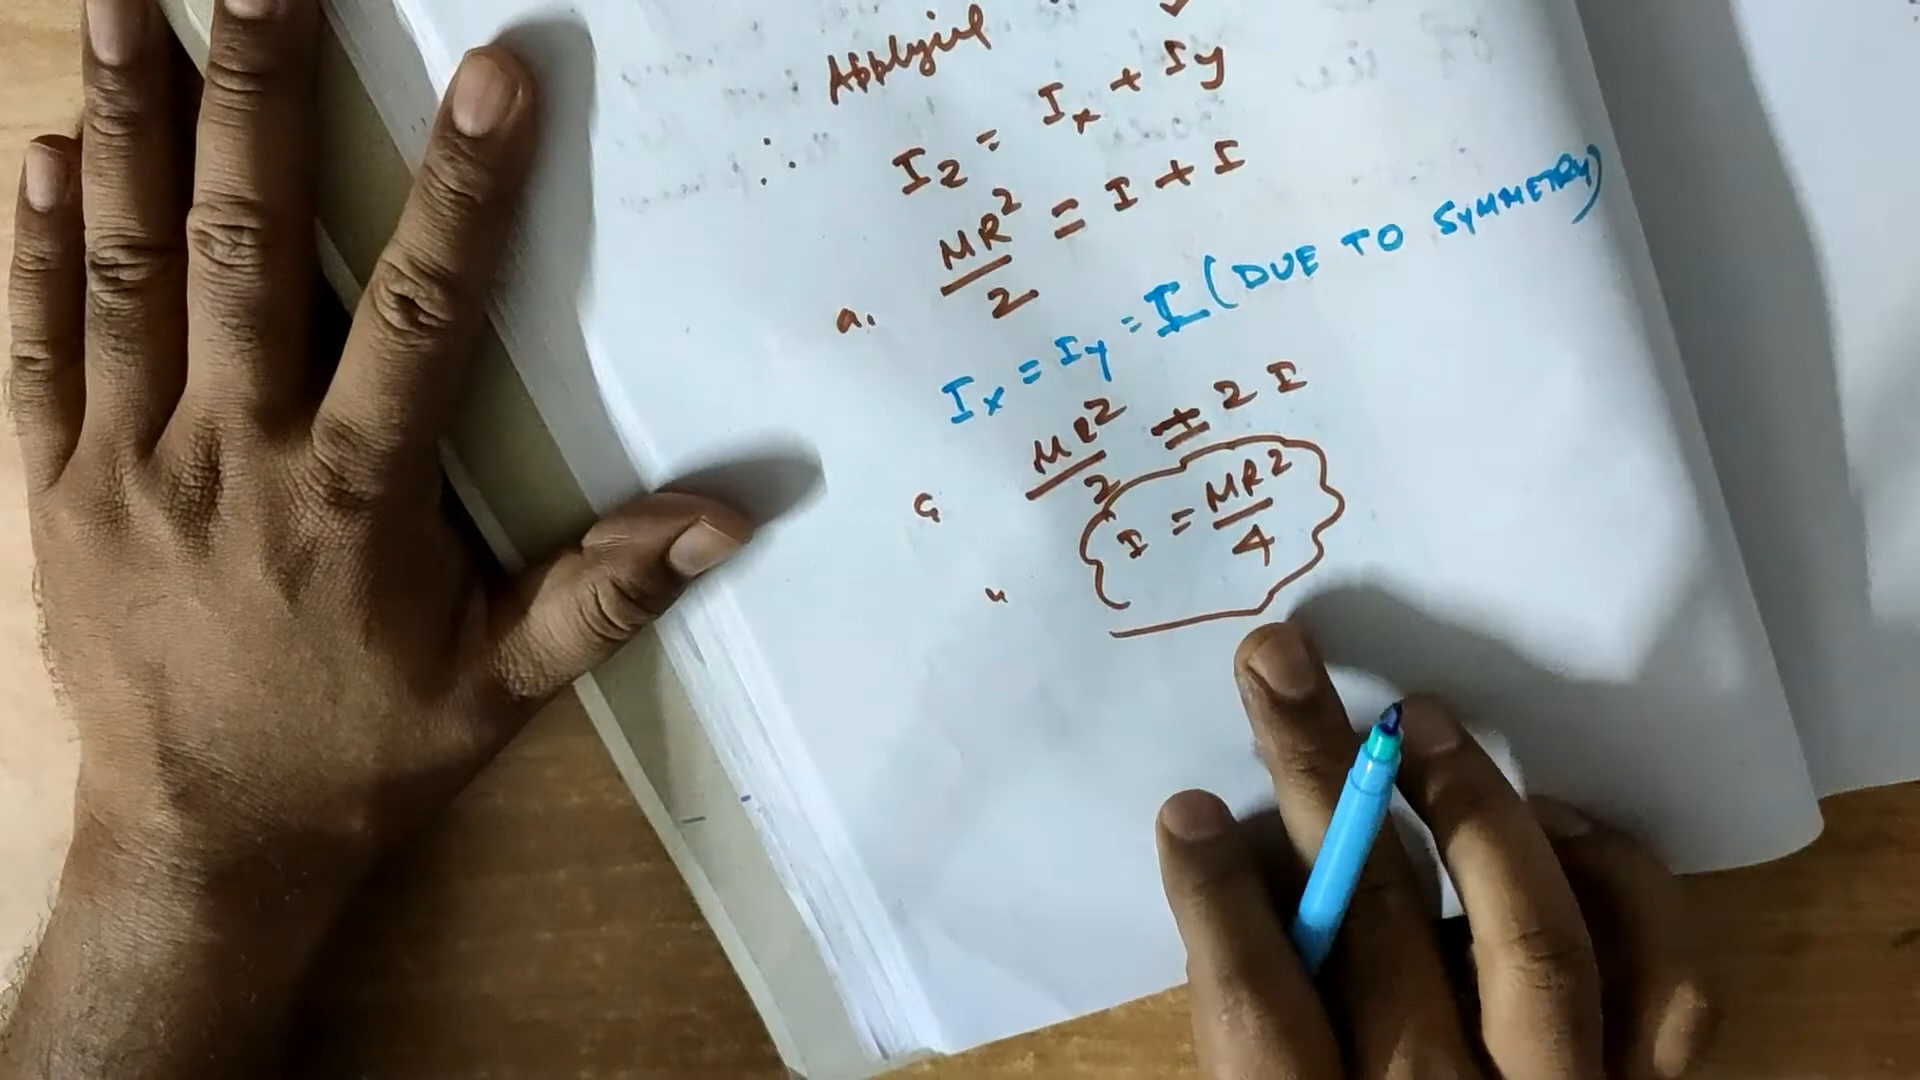 Applying
∴ Iz = Ix + Iy
a, MR²/2 = I + I
Ix = Iy = I (DUE TO SYMMETRY)
MR²/2 = 2 I
I = MR²/4